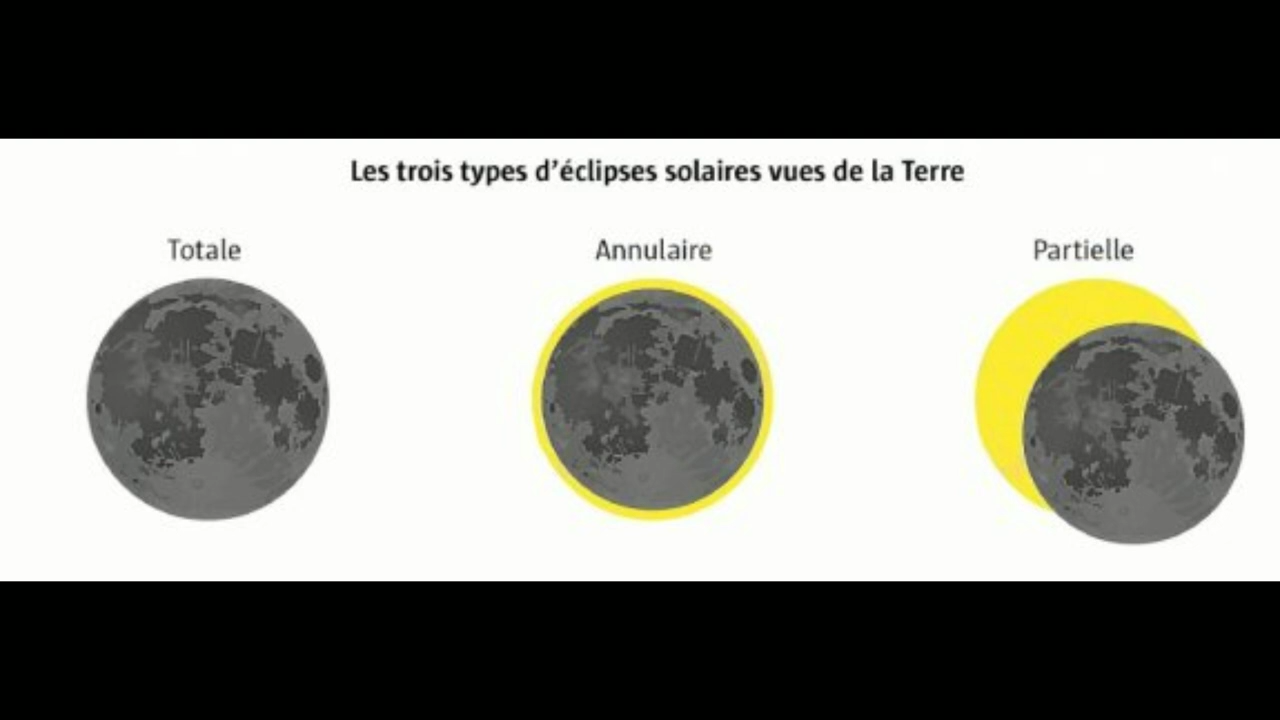 Les trois types d'éclipses solaires vues de la Terre
Totale
Annulaire
Partielle